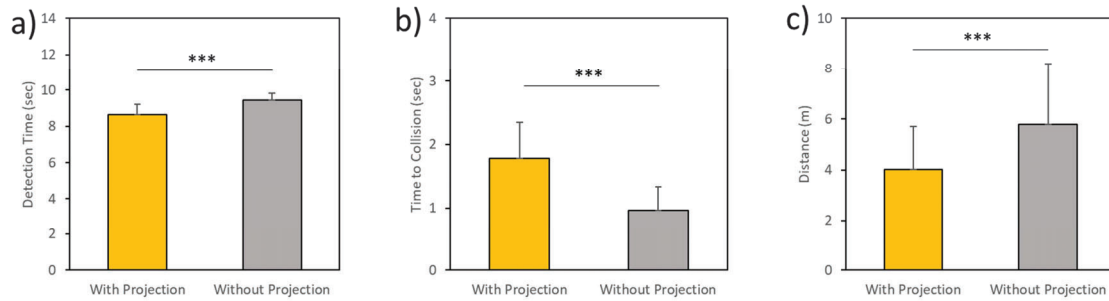 a)
Detection Time (sec)
14
12
10
8
6
4
2
0
***
With Projection
Without Projection
b)
Time to Collision (sec)
4
3
2
1
0
***
With Projection
Without Projection
c)
Distance (m)
10
8
6
4
2
0
***
With Projection
Without Projection